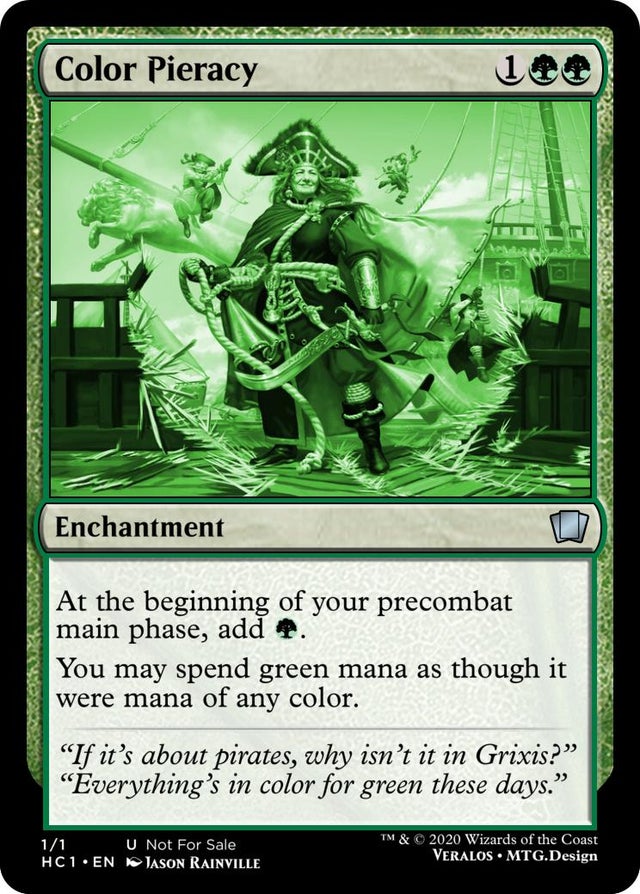 Color Pieracy 1
Enchantment
At the beginning of your precombat
main phase, add .
You may spend green mana as though it
were mana of any color.
“If it’s about pirates, why isn’t it in Grixis?”
“Everything’s in color for green these days.”
1/1 U Not For Sale ™ & © 2020 Wizards of the Coast
HC1 • EN Jason Rainville Veralos • MTG.Design